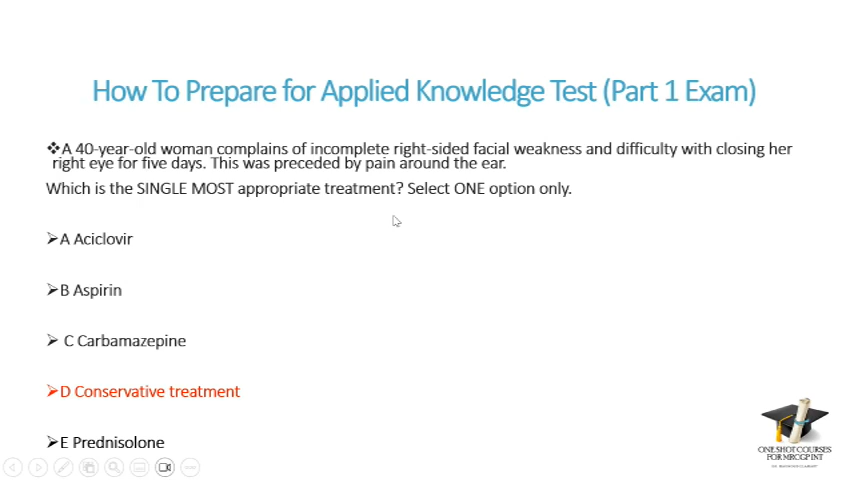 How To Prepare for Applied Knowledge Test (Part 1 Exam)
❖A 40-year-old woman complains of incomplete right-sided facial weakness and difficulty with closing her
right eye for five days. This was preceded by pain around the ear.
Which is the SINGLE MOST appropriate treatment? Select ONE option only.
➢A Aciclovir
➢B Aspirin
➢ C Carbamazepine
➢D Conservative treatment
➢E Prednisolone
ONE SHOT COURSES
FOR MRCGP INT